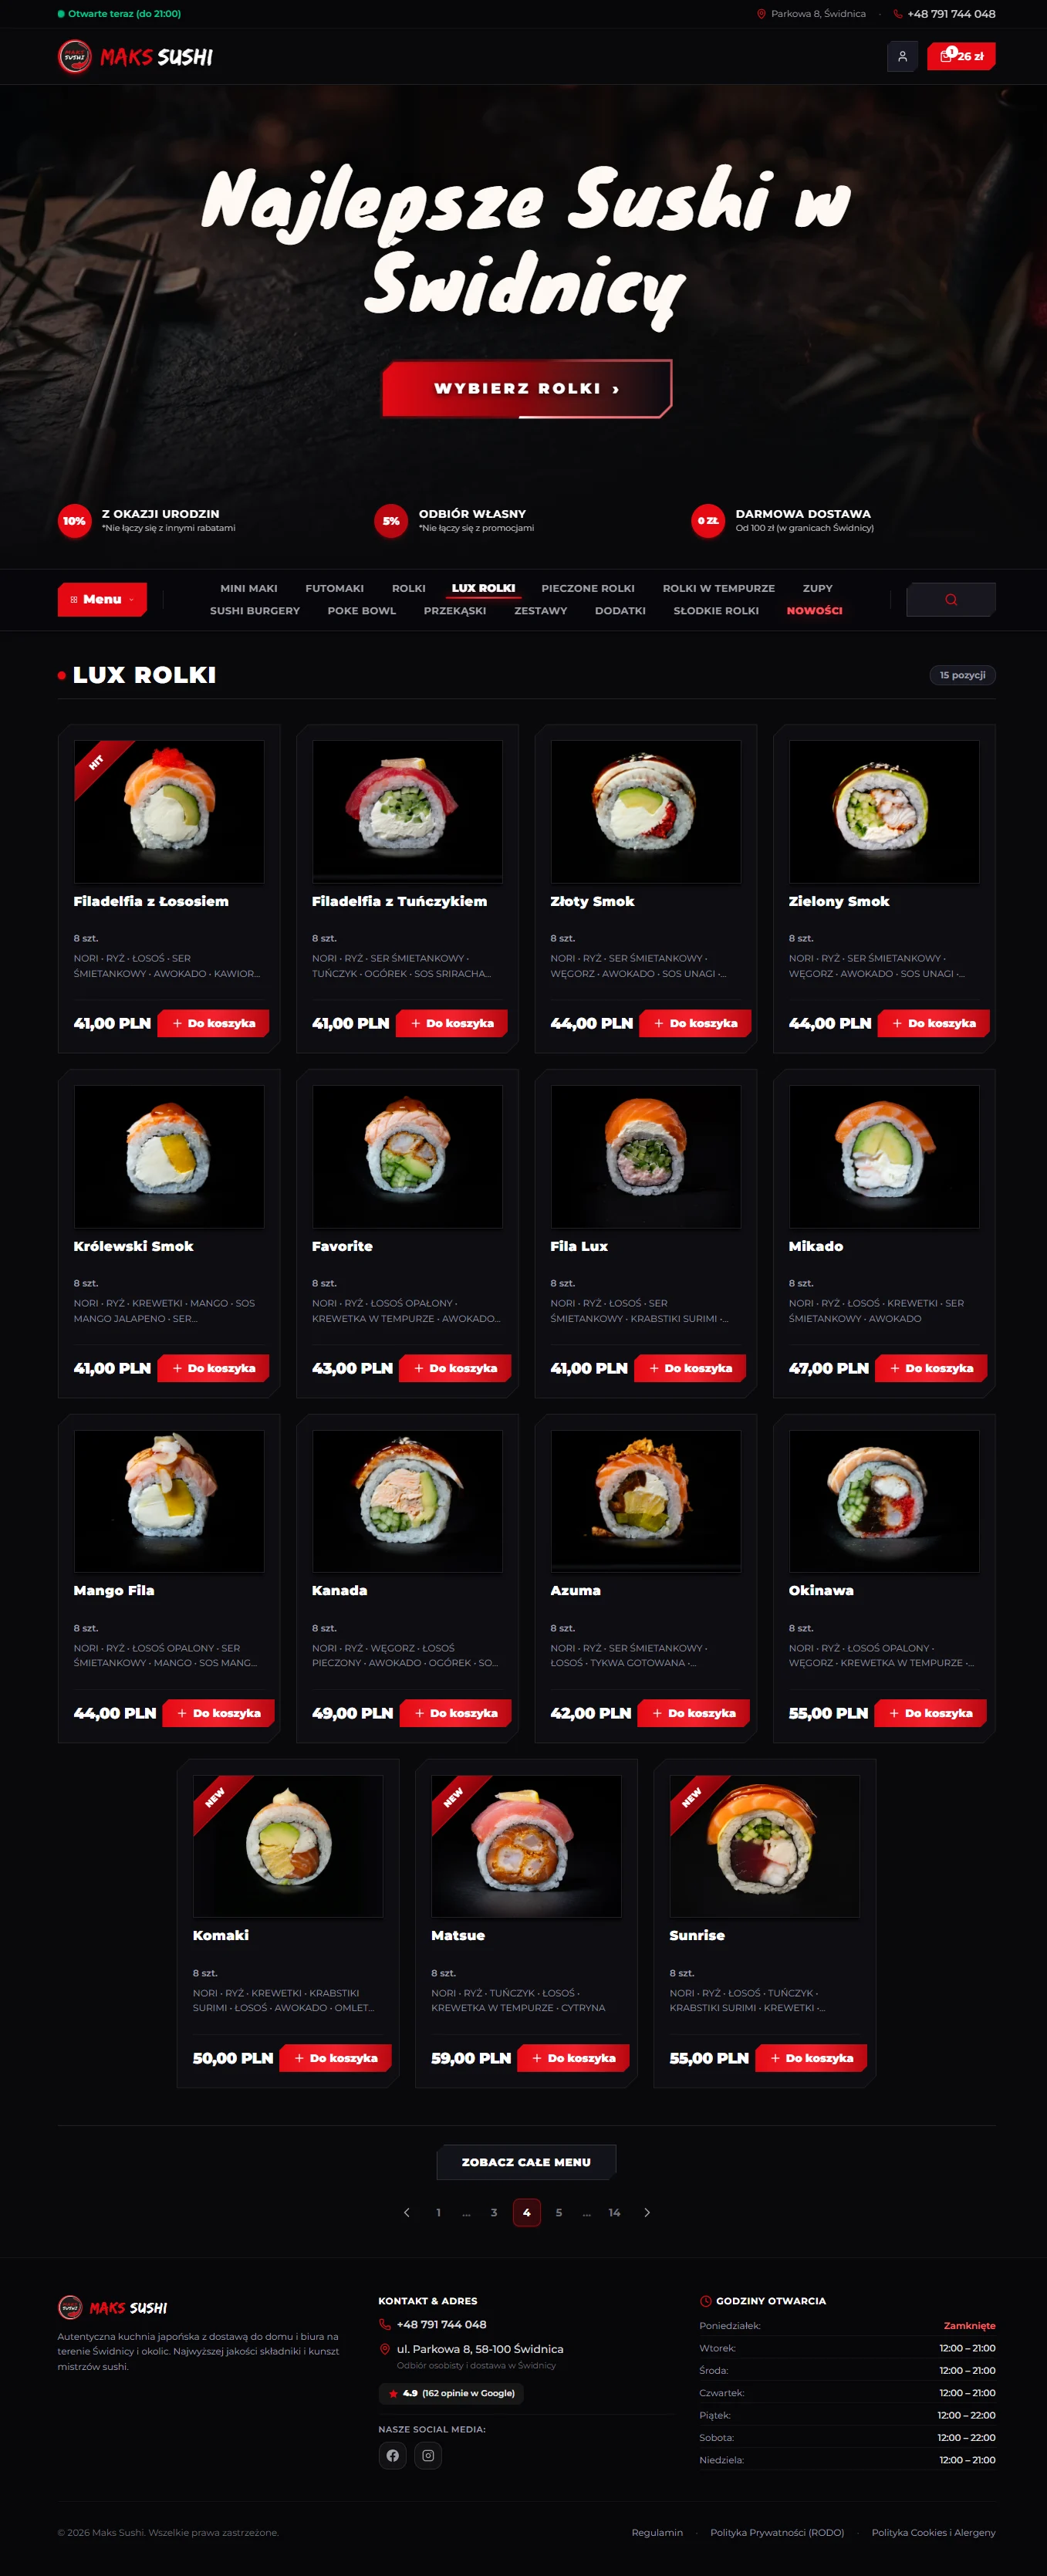 Otwarte teraz (do 21:00)
Parkowa 8, Świdnica · +48 791 744 048
MAKS SUSHI
1
26 zł
Najlepsze Sushi w
Świdnicy
WYBIERZ ROLKI ›
10%
Z OKAZJI URODZIN
*Nie łączy się z innymi rabatami
5%
ODBIÓR WŁASNY
*Nie łączy się z promocjami
0 ZŁ
DARMOWA DOSTAWA
Od 100 zł (w granicach Świdnicy)
Menu
MINI MAKI FUTOMAKI ROLKI LUX ROLKI PIECZONE ROLKI ROLKI W TEMPURZE ZUPY
SUSHI BURGERY POKE BOWL PRZEKĄSKI ZESTAWY DODATKI SŁODKIE ROLKI NOWOŚCI
LUX ROLKI
15 pozycji
HIT
Filadelfia z Łososiem
8 szt.
NORI • RYŻ • ŁOSOŚ • SER
ŚMIETANKOWY • AWOKADO • KAWIOR...
41,00 PLN + Do koszyka
Filadelfia z Tuńczykiem
8 szt.
NORI • RYŻ • SER ŚMIETANKOWY •
TUŃCZYK • OGÓREK • SOS SRIRACHA...
41,00 PLN + Do koszyka
Złoty Smok
8 szt.
NORI • RYŻ • SER ŚMIETANKOWY •
WĘGORZ • AWOKADO • SOS UNAGI •...
44,00 PLN + Do koszyka
Zielony Smok
8 szt.
NORI • RYŻ • SER ŚMIETANKOWY •
WĘGORZ • AWOKADO • SOS UNAGI •...
44,00 PLN + Do koszyka
Królewski Smok
8 szt.
NORI • RYŻ • KREWETKI • MANGO • SOS
MANGO JALAPENO • SER...
41,00 PLN + Do koszyka
Favorite
8 szt.
NORI • RYŻ • ŁOSOŚ OPALONY •
KREWETKA W TEMPURZE • AWOKADO...
43,00 PLN + Do koszyka
Fila Lux
8 szt.
NORI • RYŻ • ŁOSOŚ • SER
ŚMIETANKOWY • KRABSTIKI SURIMI •...
41,00 PLN + Do koszyka
Mikado
8 szt.
NORI • RYŻ • ŁOSOŚ • KREWETKI • SER
ŚMIETANKOWY • AWOKADO
47,00 PLN + Do koszyka
Mango Fila
8 szt.
NORI • RYŻ • ŁOSOŚ OPALONY • SER
ŚMIETANKOWY • MANGO • SOS MANG...
44,00 PLN + Do koszyka
Kanada
8 szt.
NORI • RYŻ • WĘGORZ • ŁOSOŚ
PIECZONY • AWOKADO • OGÓREK • SO...
49,00 PLN + Do koszyka
Azuma
8 szt.
NORI • RYŻ • SER ŚMIETANKOWY •
ŁOSOŚ • TYKWA GOTOWANA •...
42,00 PLN + Do koszyka
Okinawa
8 szt.
NORI • RYŻ • ŁOSOŚ OPALONY •
WĘGORZ • KREWETKA W TEMPURZE •...
55,00 PLN + Do koszyka
NEW
Komaki
8 szt.
NORI • RYŻ • KREWETKI • KRABSTIKI
SURIMI • ŁOSOŚ • AWOKADO • OMLET...
50,00 PLN + Do koszyka
NEW
Matsue
8 szt.
NORI • RYŻ • TUŃCZYK • ŁOSOŚ •
KREWETKA W TEMPURZE • CYTRYNA
59,00 PLN + Do koszyka
NEW
Sunrise
8 szt.
NORI • RYŻ • ŁOSOŚ • TUŃCZYK •
KRABSTIKI SURIMI • KREWETKI •...
55,00 PLN + Do koszyka
ZOBACZ CAŁE MENU
1 ... 3 4 5 ... 14
MAKS SUSHI
Autentyczna kuchnia japońska z dostawą do domu i biura na
terenie Świdnicy i okolic. Najwyższej jakości składniki i kunszt
mistrzów sushi.
KONTAKT & ADRES
+48 791 744 048
ul. Parkowa 8, 58-100 Świdnica
Odbiór osobisty i dostawa w Świdnicy
4.9 (162 opinie w Google)
NASZE SOCIAL MEDIA:
GODZINY OTWARCIA
Poniedziałek: Zamknięte
Wtorek: 12:00 – 21:00
Środa: 12:00 – 21:00
Czwartek: 12:00 – 21:00
Piątek: 12:00 – 22:00
Sobota: 12:00 – 22:00
Niedziela: 12:00 – 21:00
© 2026 Maks Sushi. Wszelkie prawa zastrzeżone.
Regulamin · Polityka Prywatności (RODO) · Polityka Cookies i Alergeny